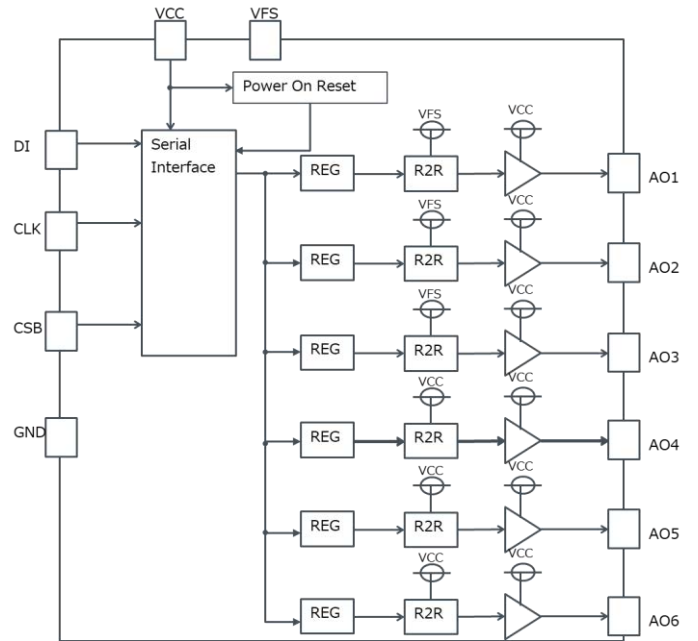 VCC
VFS
Power On Reset
DI
Serial
Interface
CLK
CSB
GND
VFS
VCC
REG
R2R
AO1
VFS
VCC
REG
R2R
AO2
VFS
VCC
REG
R2R
AO3
VCC
VCC
REG
R2R
AO4
VCC
VCC
REG
R2R
AO5
VCC
VCC
REG
R2R
AO6